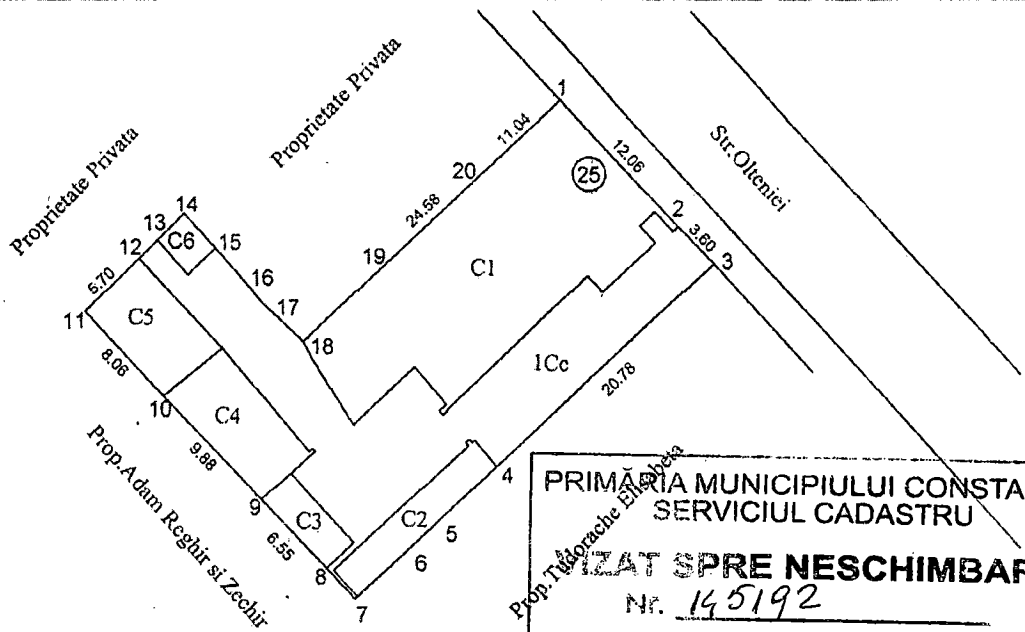 1
Proprietate Privata
Proprietate Privata
11.04
12.06
Str.Olteniei
20
25
2
3.60
3
24.58
14
13
C6
15
12
19
C1
5.70
16
17
11
C5
18
8.06
1Cc
20.78
10
C4
9.88
Prop.Adam Reghir si Zechir
9
C3
6.55
8
C2
4
5
6
7
Prop.Tudorache Elisabeta
PRIMĂRIA MUNICIPIULUI CONSTA
SERVICIUL CADASTRU
VIZAT SPRE NESCHIMBAR
Nr. 145192